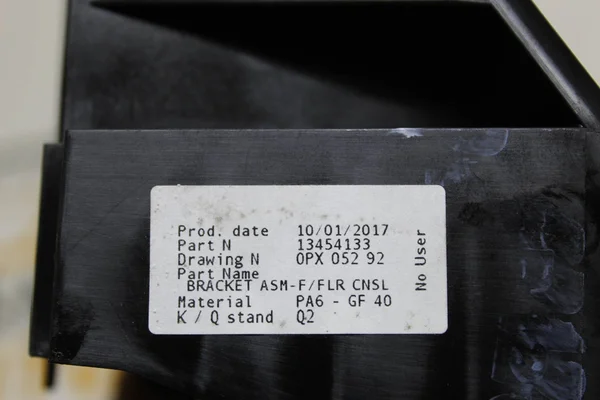 Prod. date 10/01/2017
Part N 13454133
Drawing N 0PX 052 92
Part Name
BRACKET ASM-F/FLR CNSL
Material PA6 - GF 40
K / Q stand Q2
No User